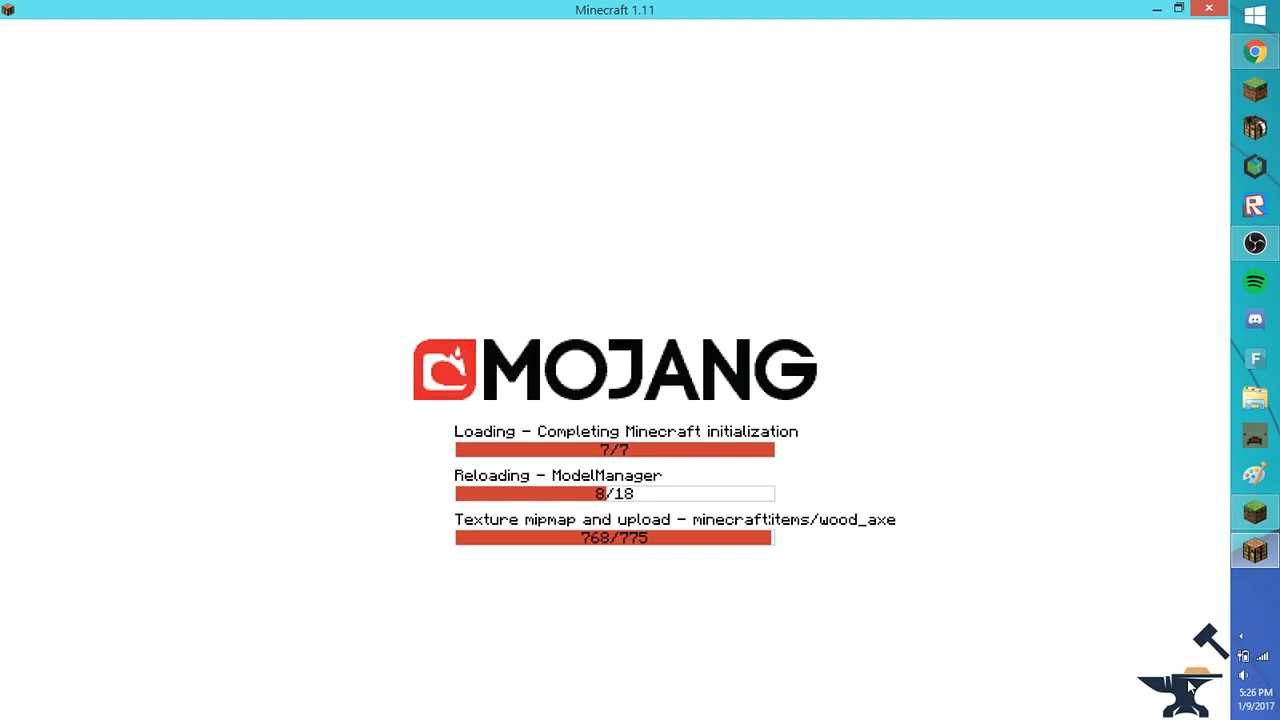 Minecraft 1.11
MOJANG
Loading - Completing Minecraft initialization
7/7
Reloading - ModelManager
8/18
Texture mipmap and upload - minecraft:items/wood_axe
768/775
R
F
5:26 PM
1/9/2017